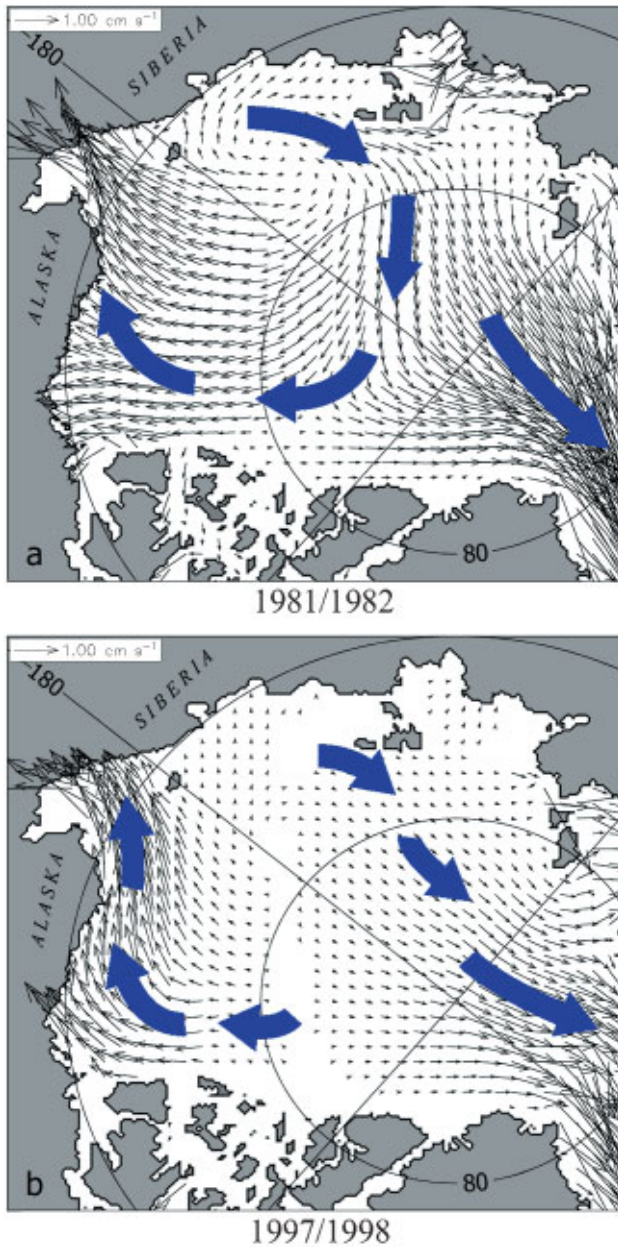 1.00 cm s⁻¹
-180
SIBERIA
ALASKA
a
80
1981/1982
1.00 cm s⁻¹
-180
SIBERIA
ALASKA
b
80
1997/1998